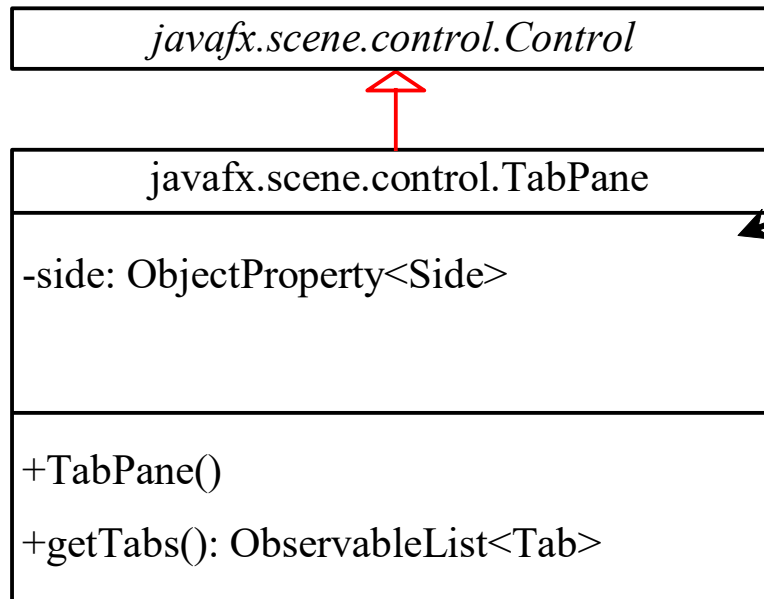 javafx.scene.control.Control
javafx.scene.control.TabPane
-side: ObjectProperty<Side>
+TabPane()
+getTabs(): ObservableList<Tab>